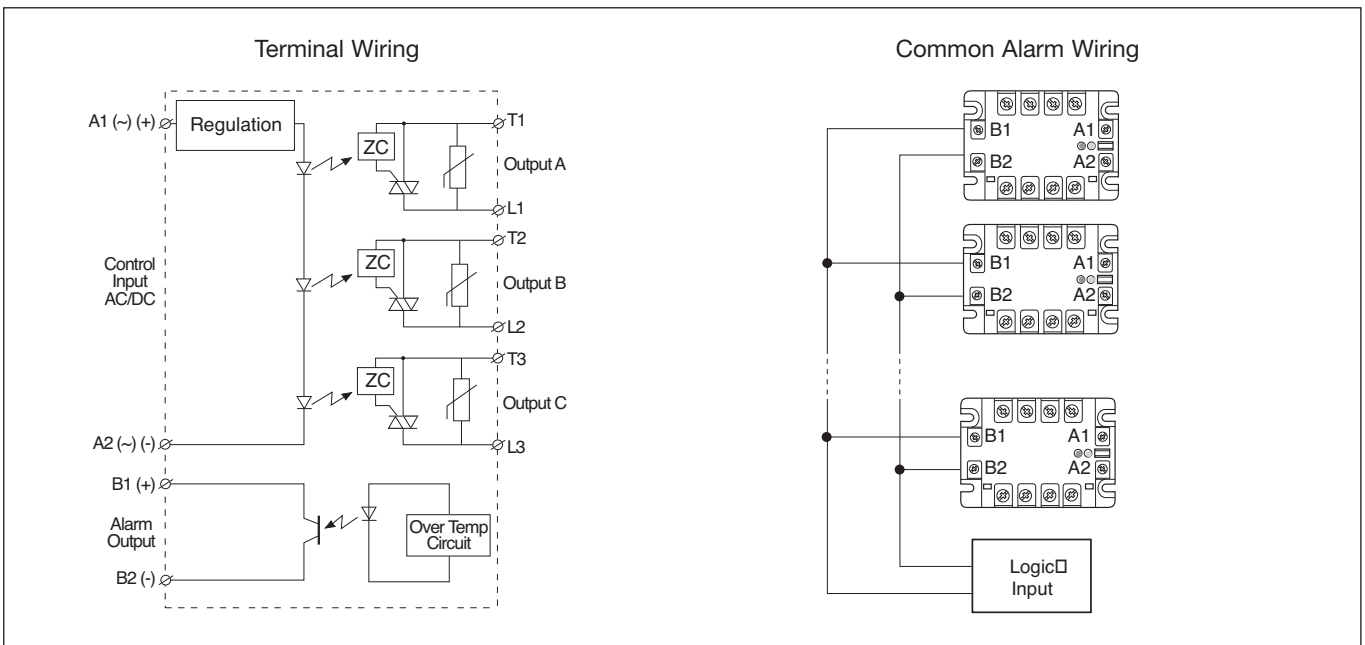 Terminal Wiring
A1 (~) (+)
Regulation
ZC
T1
Output A
L1
T2
ZC
Output B
L2
Control
Input
AC/DC
T3
ZC
Output C
L3
A2 (~) (-)
B1 (+)
Alarm
Output
B2 (-)
Over Temp
Circuit
Common Alarm Wiring
B1 A1
B2 A2
B1 A1
B2 A2
B1 A1
B2 A2
Logic□
Input